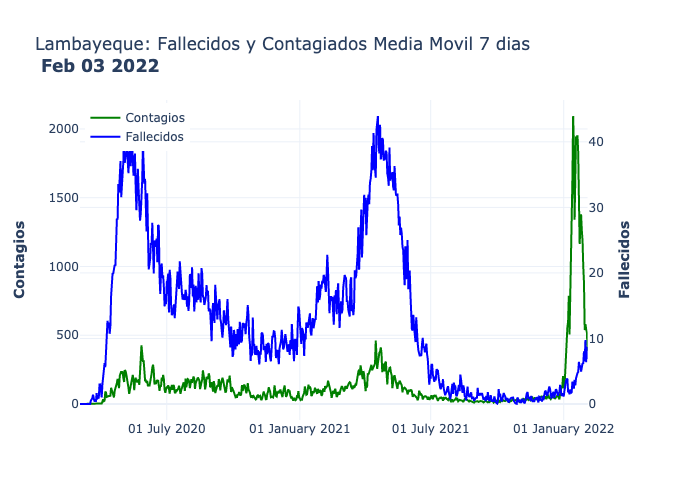 Lambayeque: Fallecidos y Contagiados Media Movil 7 dias
Feb 03 2022
Contagios
Fallecidos
2000
1500
1000
500
0
40
30
20
10
0
Contagios
Fallecidos
01 July 2020
01 January 2021
01 July 2021
01 January 2022